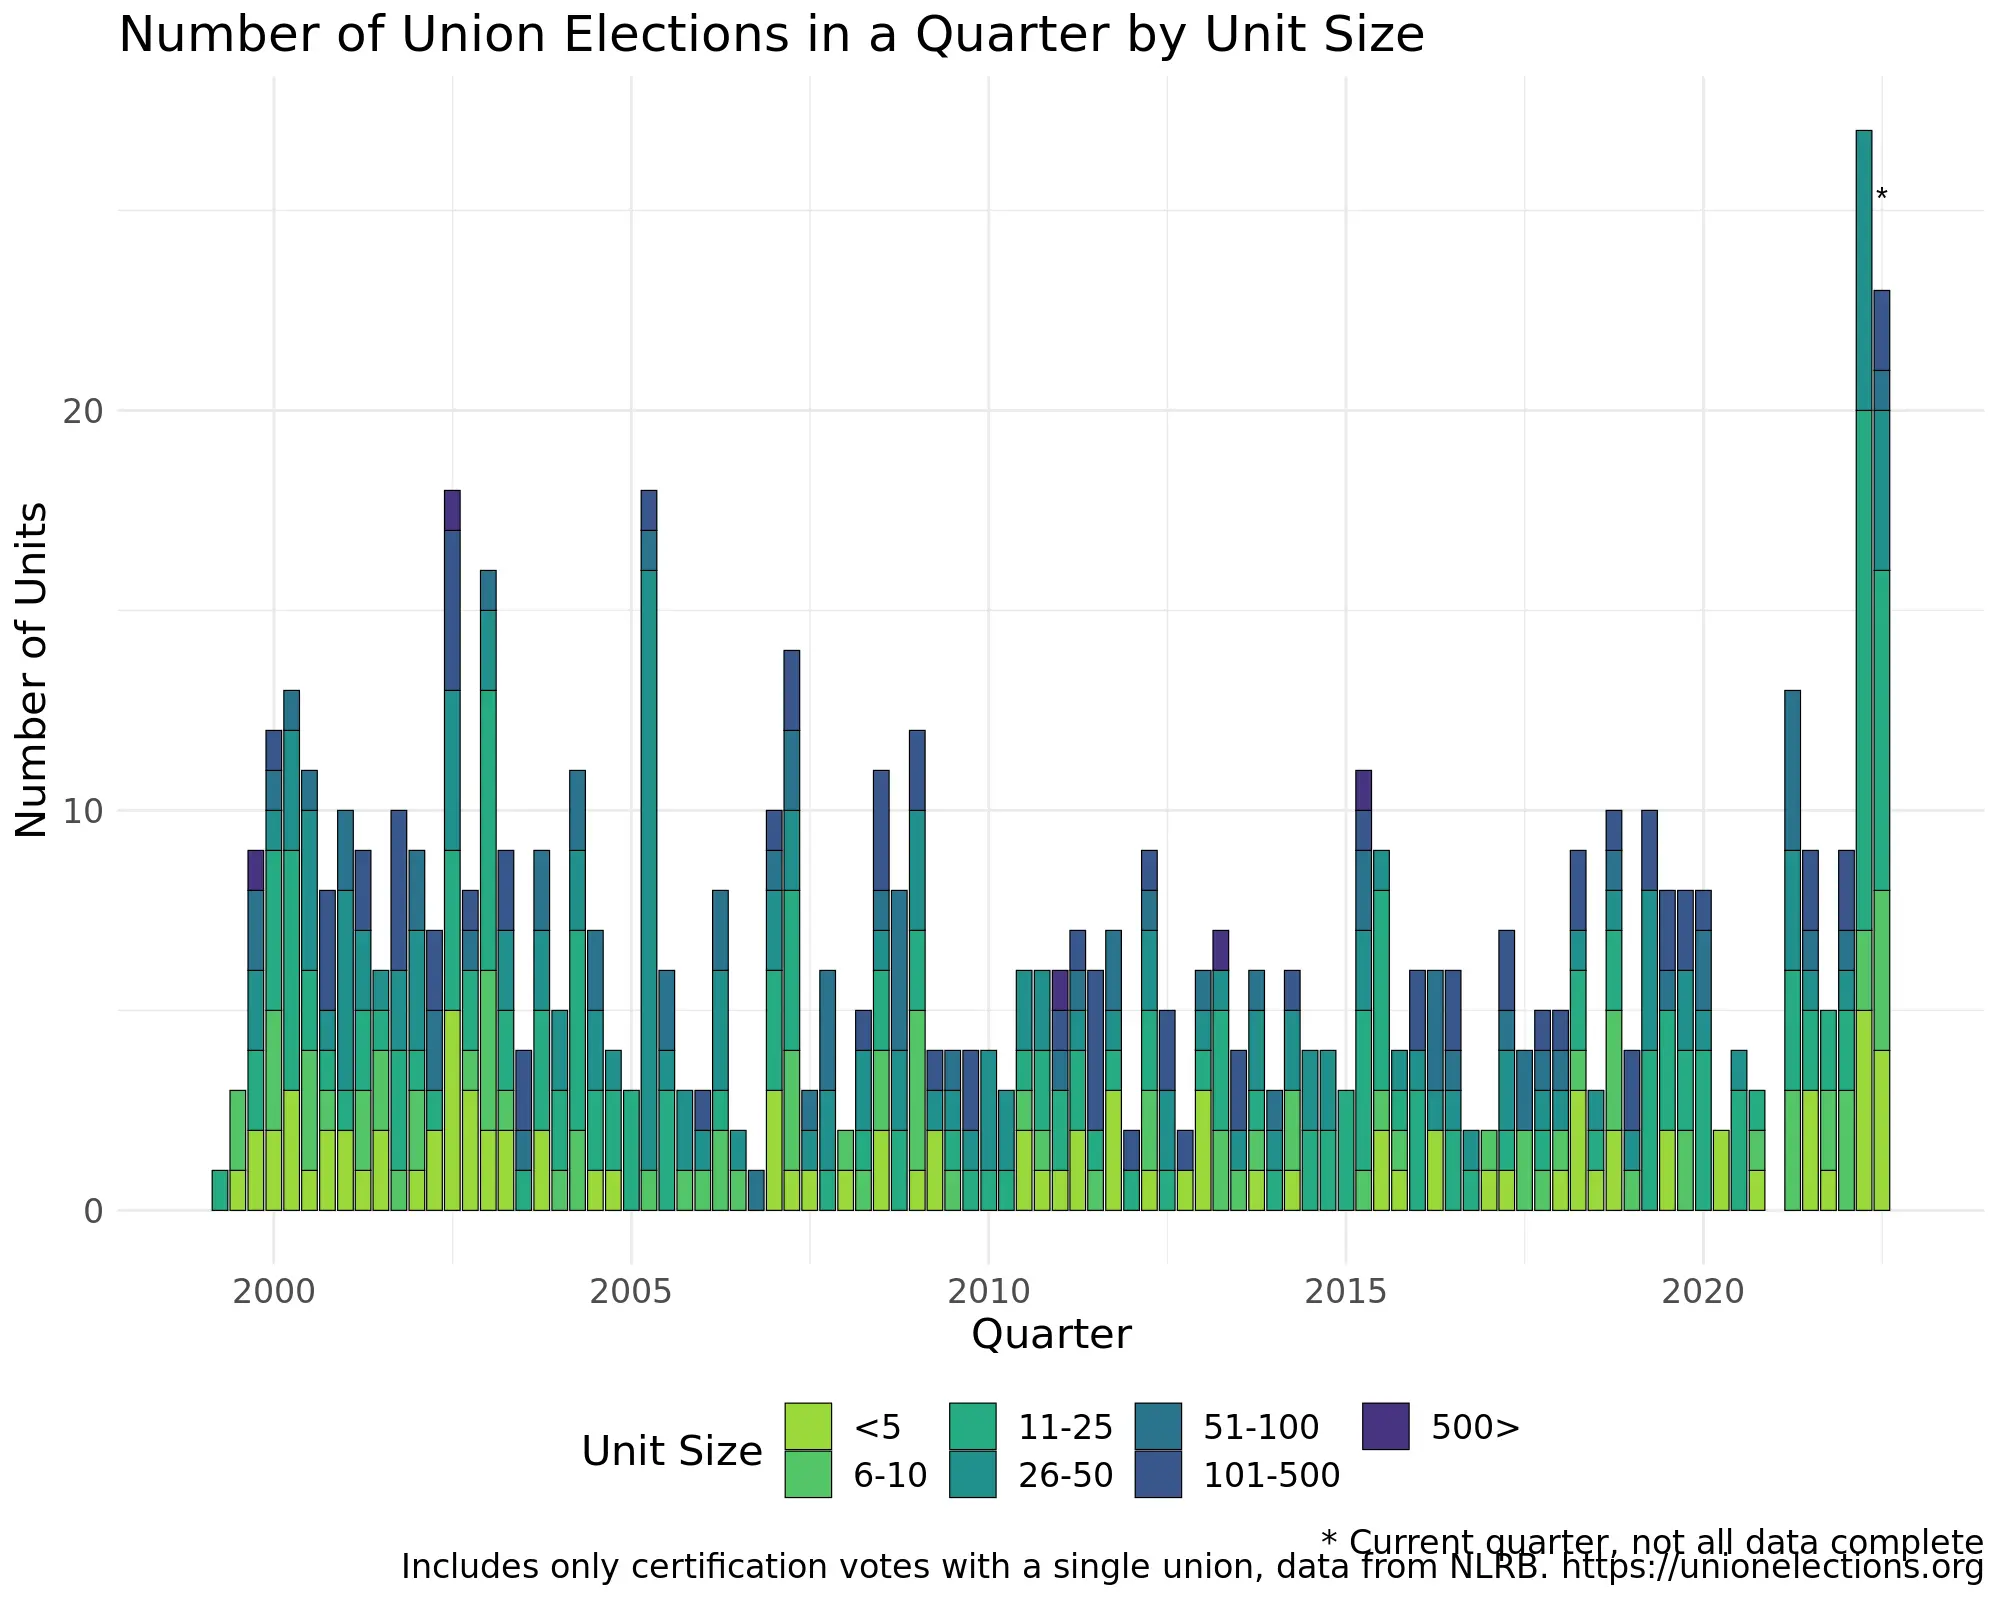 Number of Union Elections in a Quarter by Unit Size
*
20
10
0
Number of Units
2000 2005 2010 2015 2020
Quarter
Unit Size
<5 11-25 51-100 500>
6-10 26-50 101-500
* Current quarter, not all data complete
Includes only certification votes with a single union, data from NLRB. https://unionelections.org